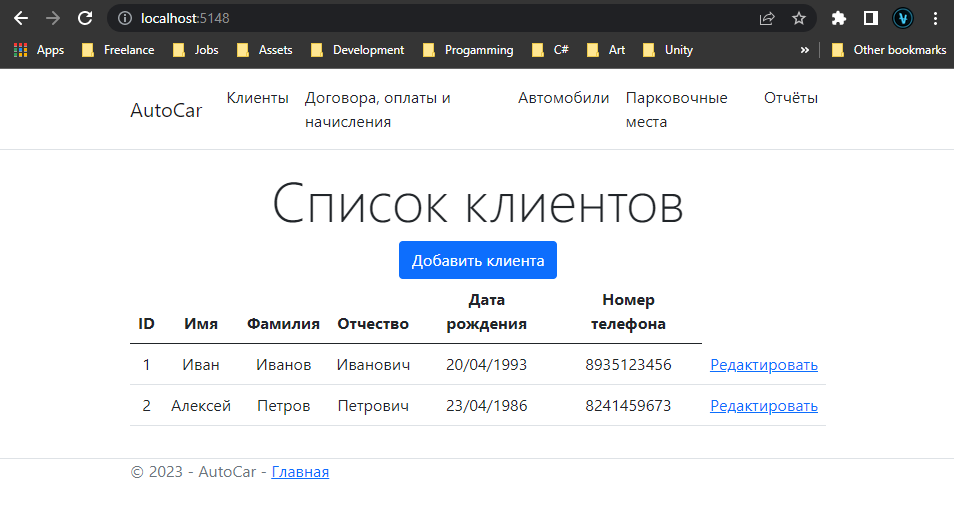 localhost:5148
Apps Freelance Jobs Assets Development Progamming C# Art Unity » Other bookmarks
AutoCar Клиенты Договора, оплаты и начисления Автомобили Парковочные места Отчёты
Список клиентов
Добавить клиента
ID Имя Фамилия Отчество Дата рождения Номер телефона
1 Иван Иванов Иванович 20/04/1993 8935123456 Редактировать
2 Алексей Петров Петрович 23/04/1986 8241459673 Редактировать
© 2023 - AutoCar - Главная